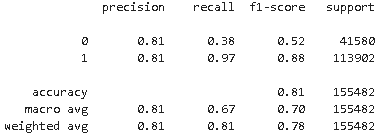 precision recall f1-score support
0 0.81 0.38 0.52 41580
1 0.81 0.97 0.88 113902
accuracy 0.81 155482
macro avg 0.81 0.67 0.70 155482
weighted avg 0.81 0.81 0.78 155482